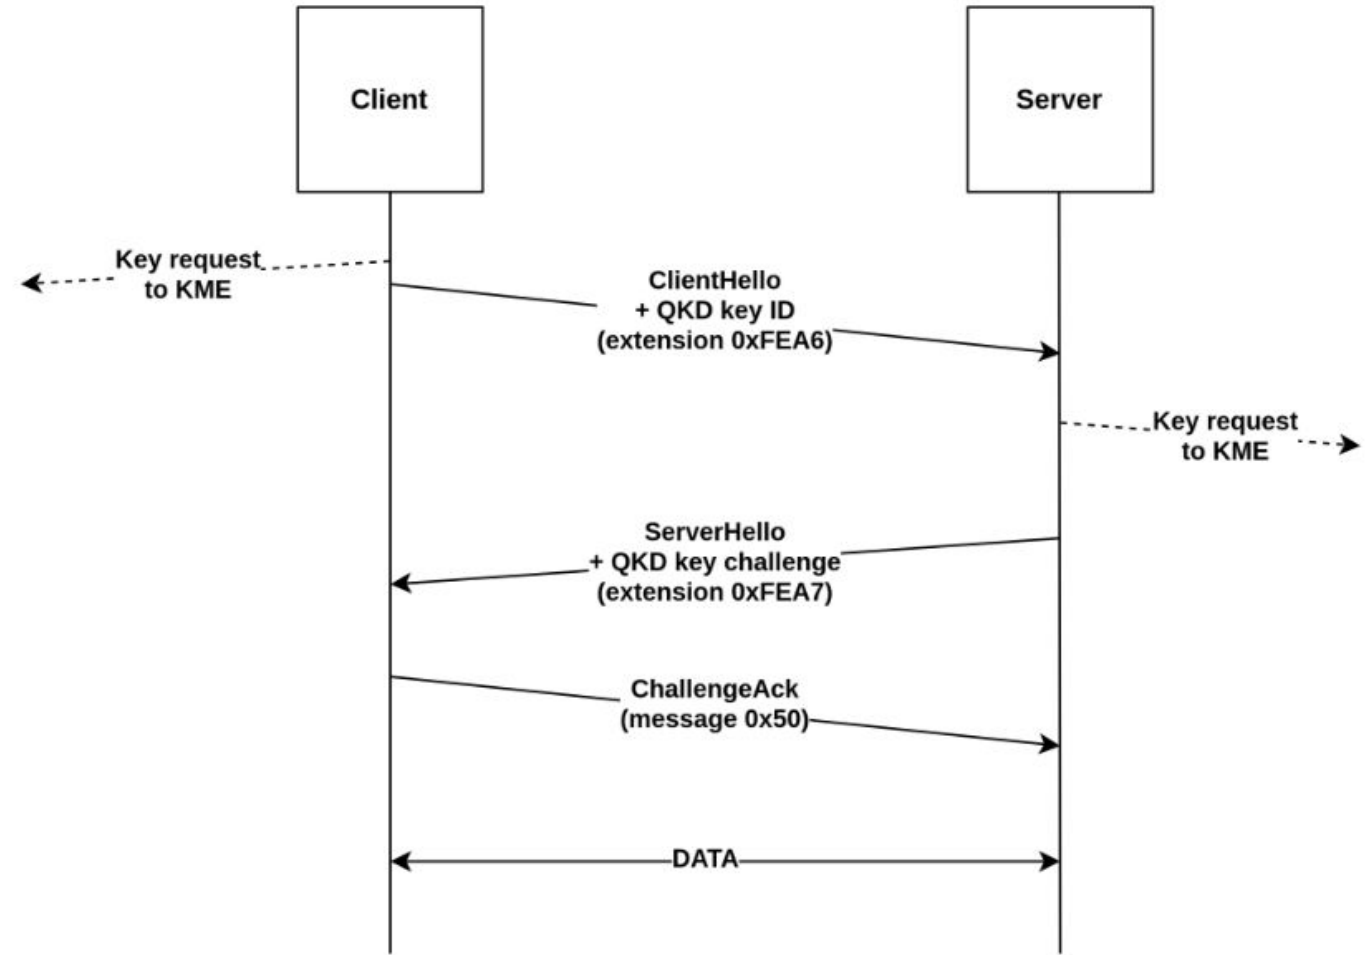 Client
Server
Key request
to KME
ClientHello
+ QKD key ID
(extension 0xFEA6)
Key request
to KME
ServerHello
+ QKD key challenge
(extension 0xFEA7)
ChallengeAck
(message 0x50)
DATA